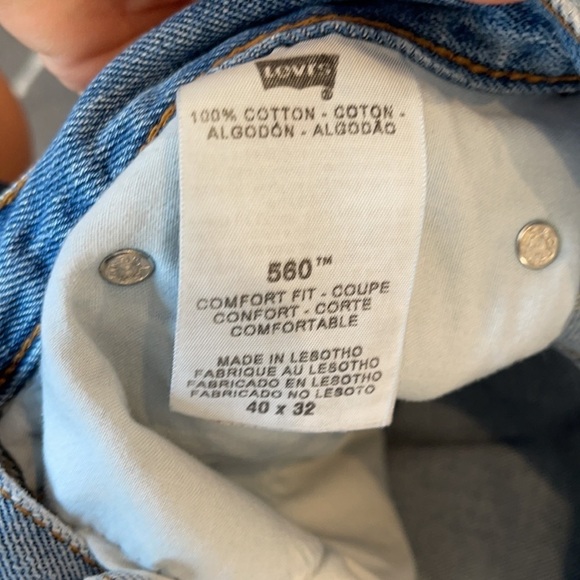 LEVI'S
®
100% COTTON - COTON -
ALGODÓN - ALGODÃO
560™
COMFORT FIT - COUPE
CONFORT - CORTE
COMFORTABLE
MADE IN LESOTHO
FABRIQUE AU LESOTHO
FABRICADO EN LESOTHO
FABRICADO NO LESOTO
40 x 32